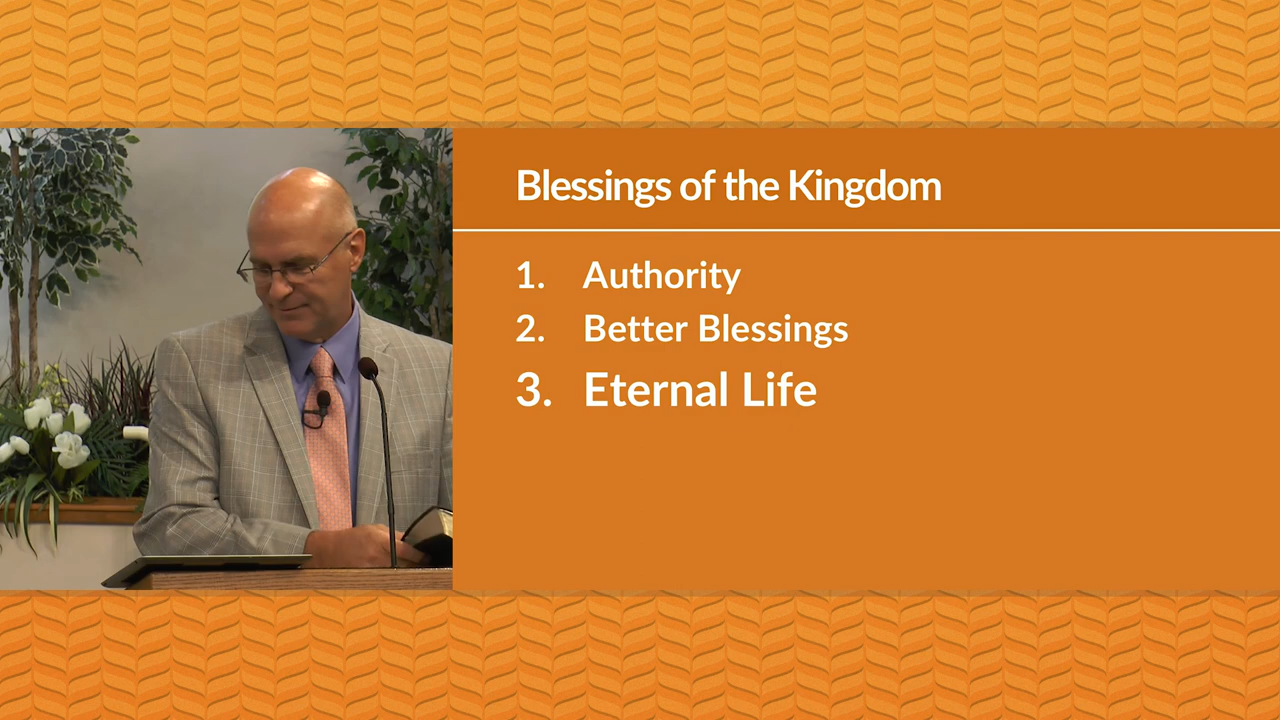 Blessings of the Kingdom
1. Authority
2. Better Blessings
3. Eternal Life